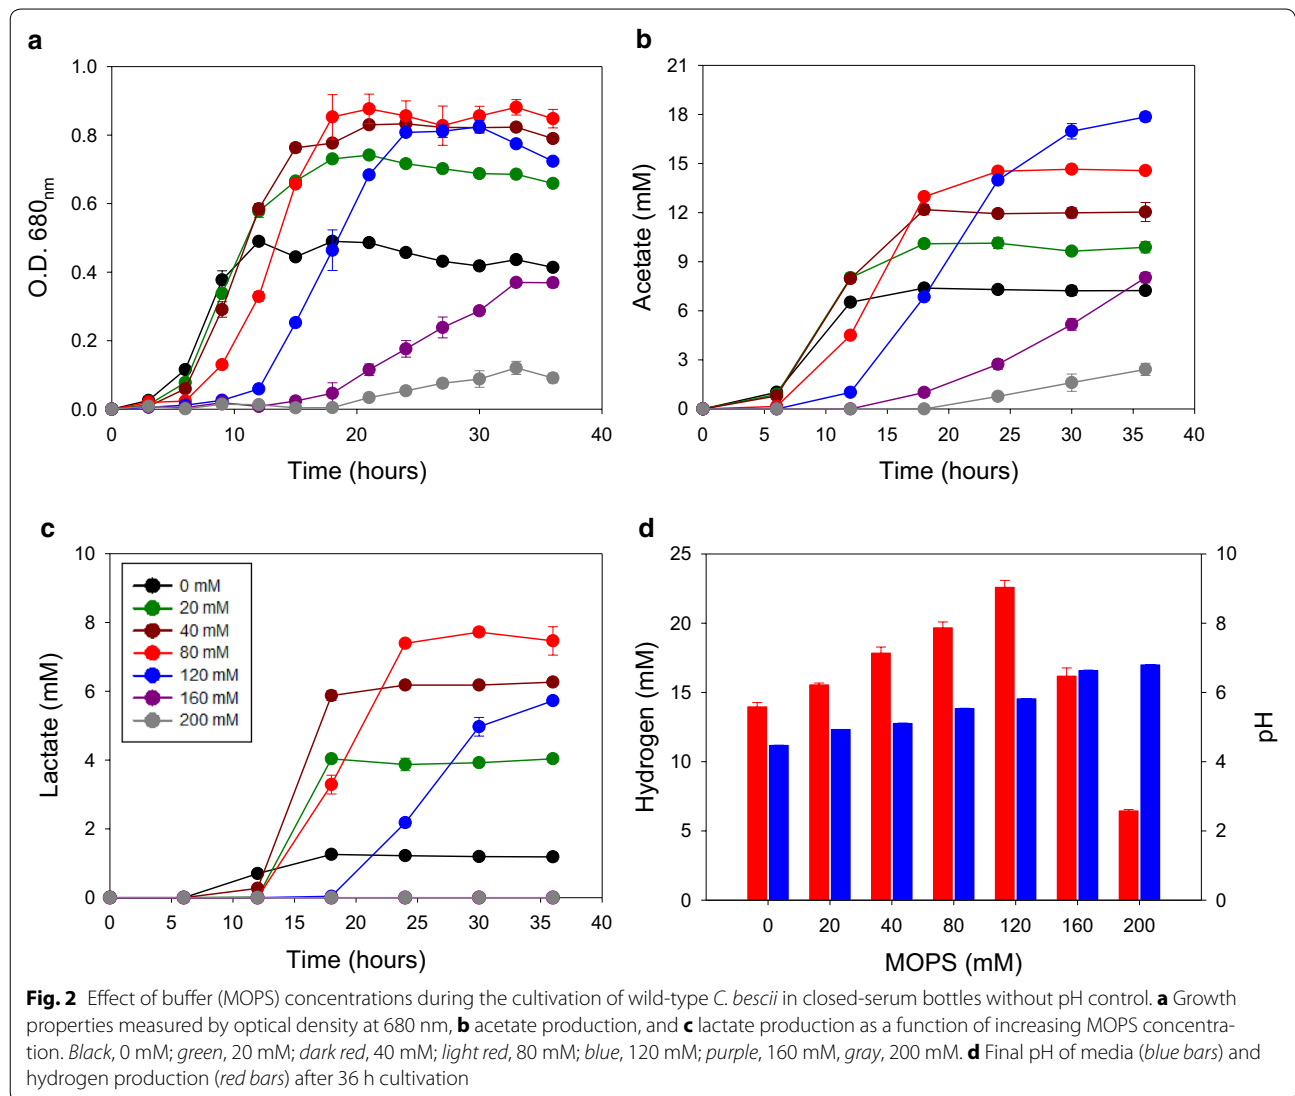 a
1.0
0.8
0.6
0.4
0.2
0.0
O.D. 680nm
0 10 20 30 40
Time (hours)
b
21
18
15
12
9
6
3
0
Acetate (mM)
0 5 10 15 20 25 30 35 40
Time (hours)
c
10
8
6
4
2
0
Lactate (mM)
0 mM
20 mM
40 mM
80 mM
120 mM
160 mM
200 mM
0 5 10 15 20 25 30 35 40
Time (hours)
d
25
20
15
10
5
0
Hydrogen (mM)
10
8
6
4
2
0
pH
0 20 40 80 120 160 200
MOPS (mM)
Fig. 2 Effect of buffer (MOPS) concentrations during the cultivation of wild-type C. bescii in closed-serum bottles without pH control. a Growth
properties measured by optical density at 680 nm, b acetate production, and c lactate production as a function of increasing MOPS concentra-
tion. Black, 0 mM; green, 20 mM; dark red, 40 mM; light red, 80 mM; blue, 120 mM; purple, 160 mM, gray, 200 mM. d Final pH of media (blue bars) and
hydrogen production (red bars) after 36 h cultivation